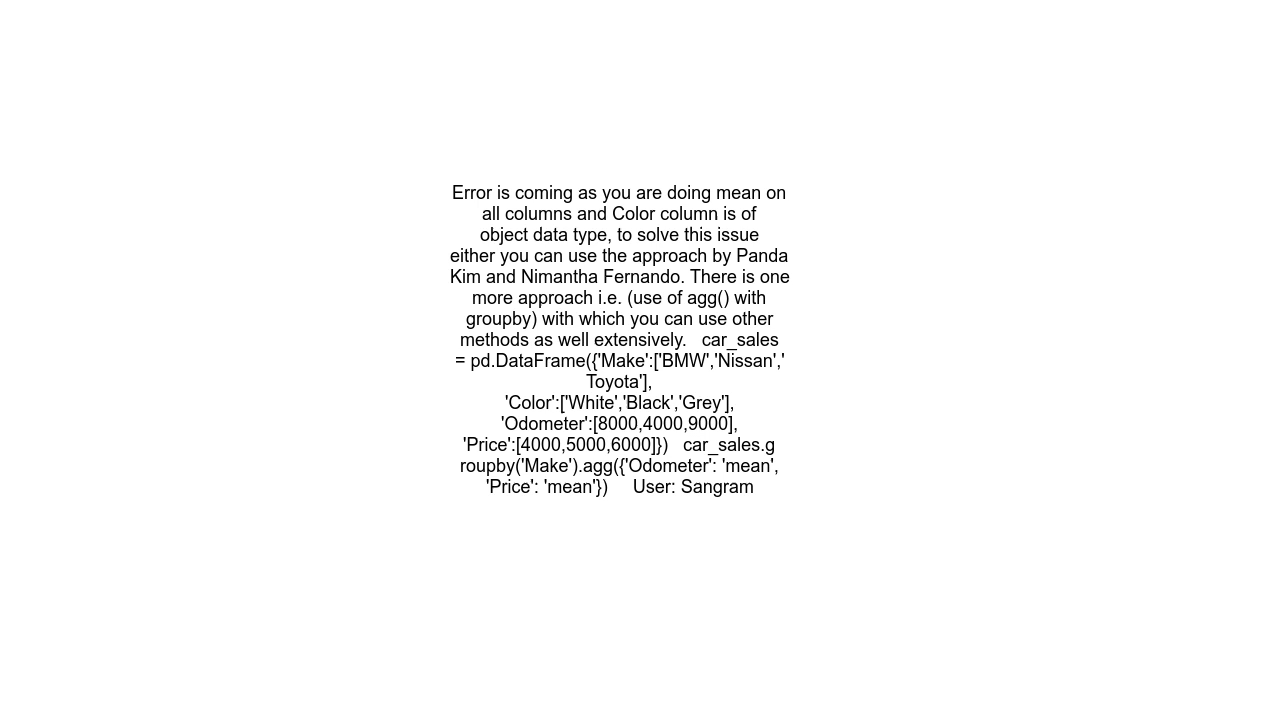 Error is coming as you are doing mean on
all columns and Color column is of
object data type, to solve this issue
either you can use the approach by Panda
Kim and Nimantha Fernando. There is one
more approach i.e. (use of agg() with
groupby) with which you can use other
methods as well extensively.   car_sales
= pd.DataFrame({'Make':['BMW','Nissan','
Toyota'],
'Color':['White','Black','Grey'],
'Odometer':[8000,4000,9000],
'Price':[4000,5000,6000]})   car_sales.g
roupby('Make').agg({'Odometer': 'mean',
'Price': 'mean'})     User: Sangram